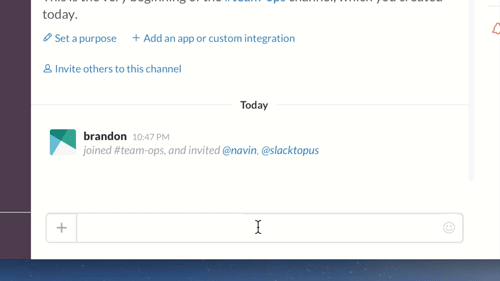 This is the very beginning of the #team-ops channel, which you created
today.
Set a purpose + Add an app or custom integration
Invite others to this channel
Today
brandon 10:47 PM
joined #team-ops, and invited @navin, @slacktopus
+